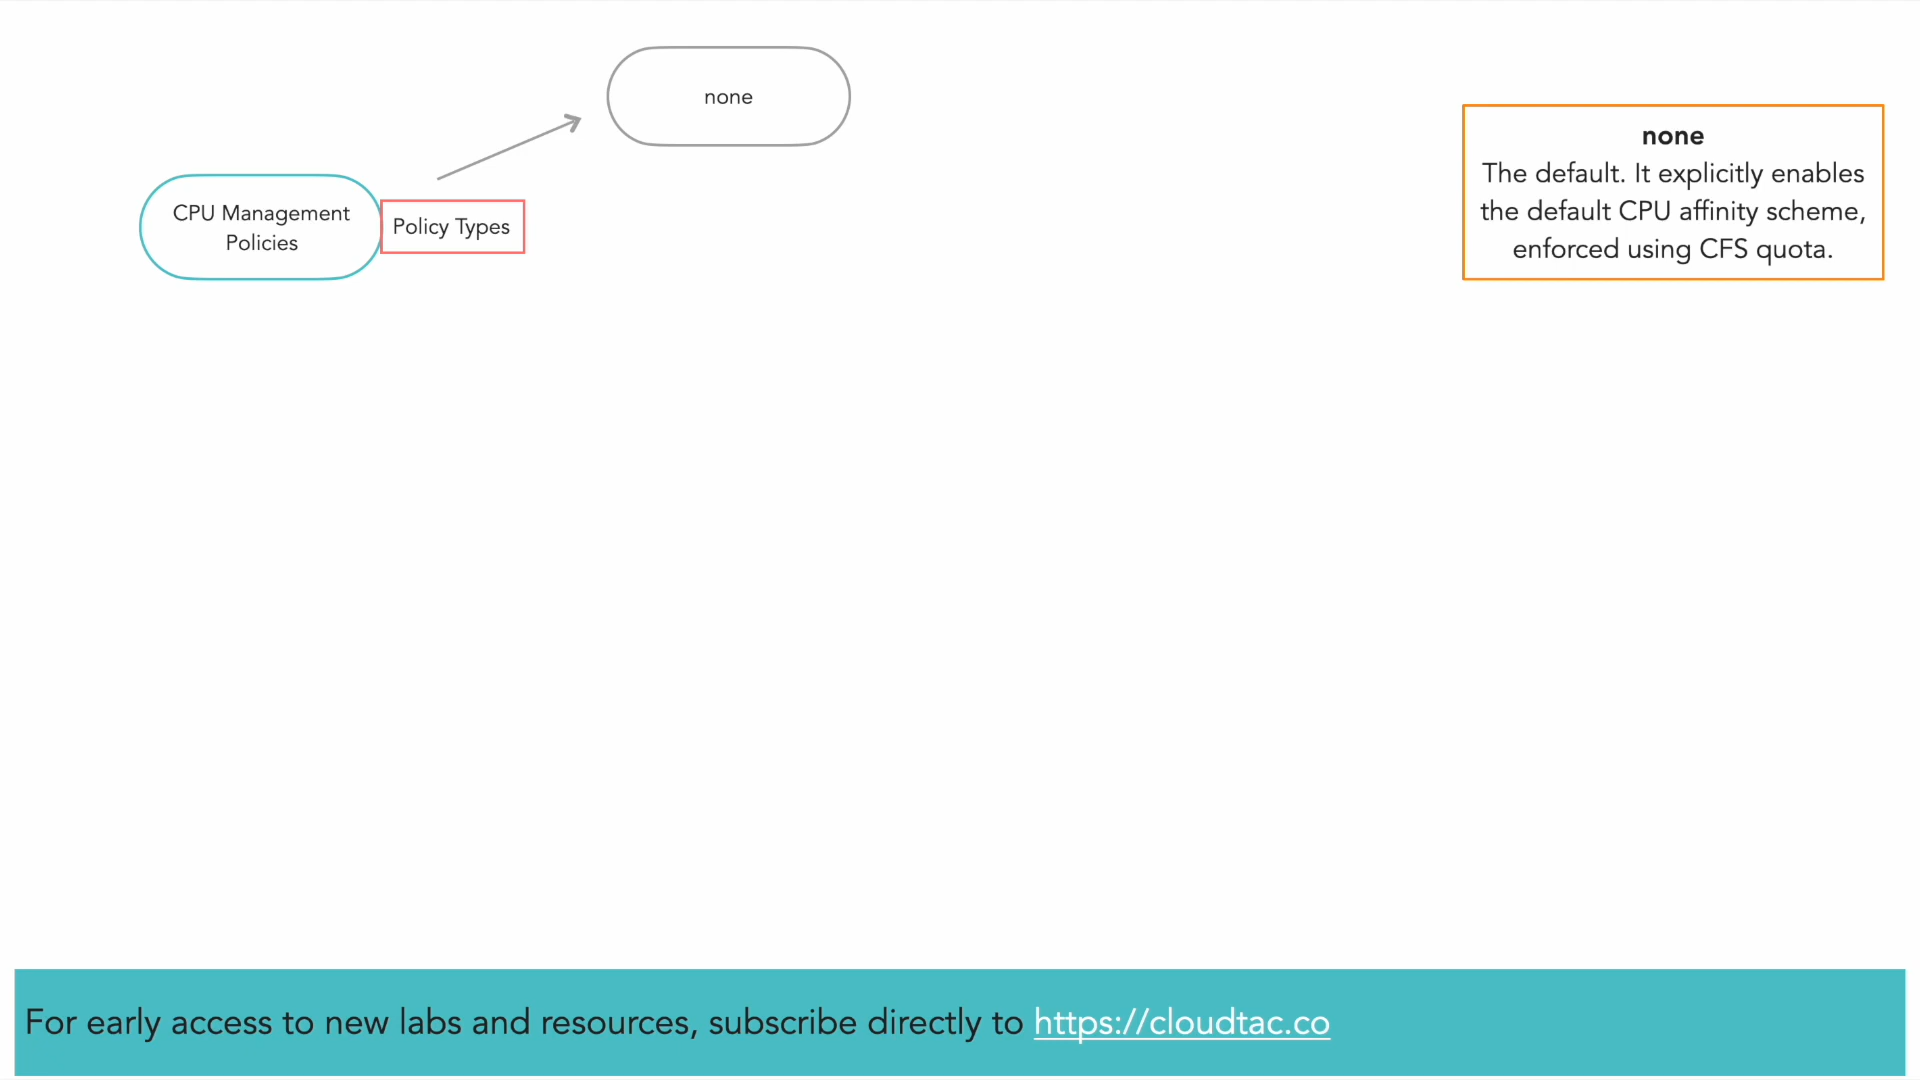 none
CPU Management
Policies
Policy Types
none
The default. It explicitly enables
the default CPU affinity scheme,
enforced using CFS quota.
For early access to new labs and resources, subscribe directly to https://cloudtac.co